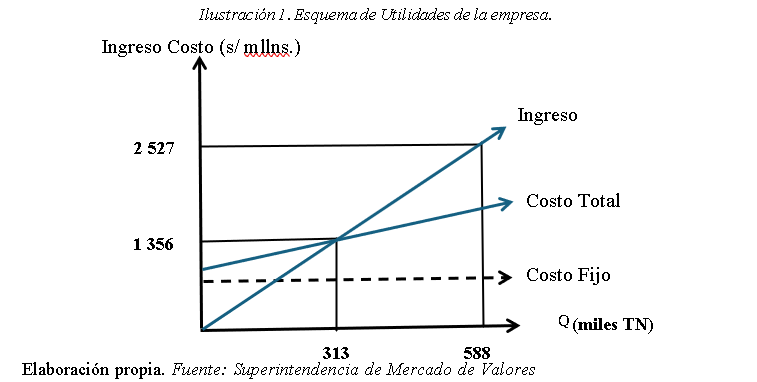 Ilustración 1. Esquema de Utilidades de la empresa.
Ingreso Costo (s/ mllns.)
Ingreso
2 527
Costo Total
1 356
Costo Fijo
Q (miles TN)
313 588
Elaboración propia. Fuente: Superintendencia de Mercado de Valores